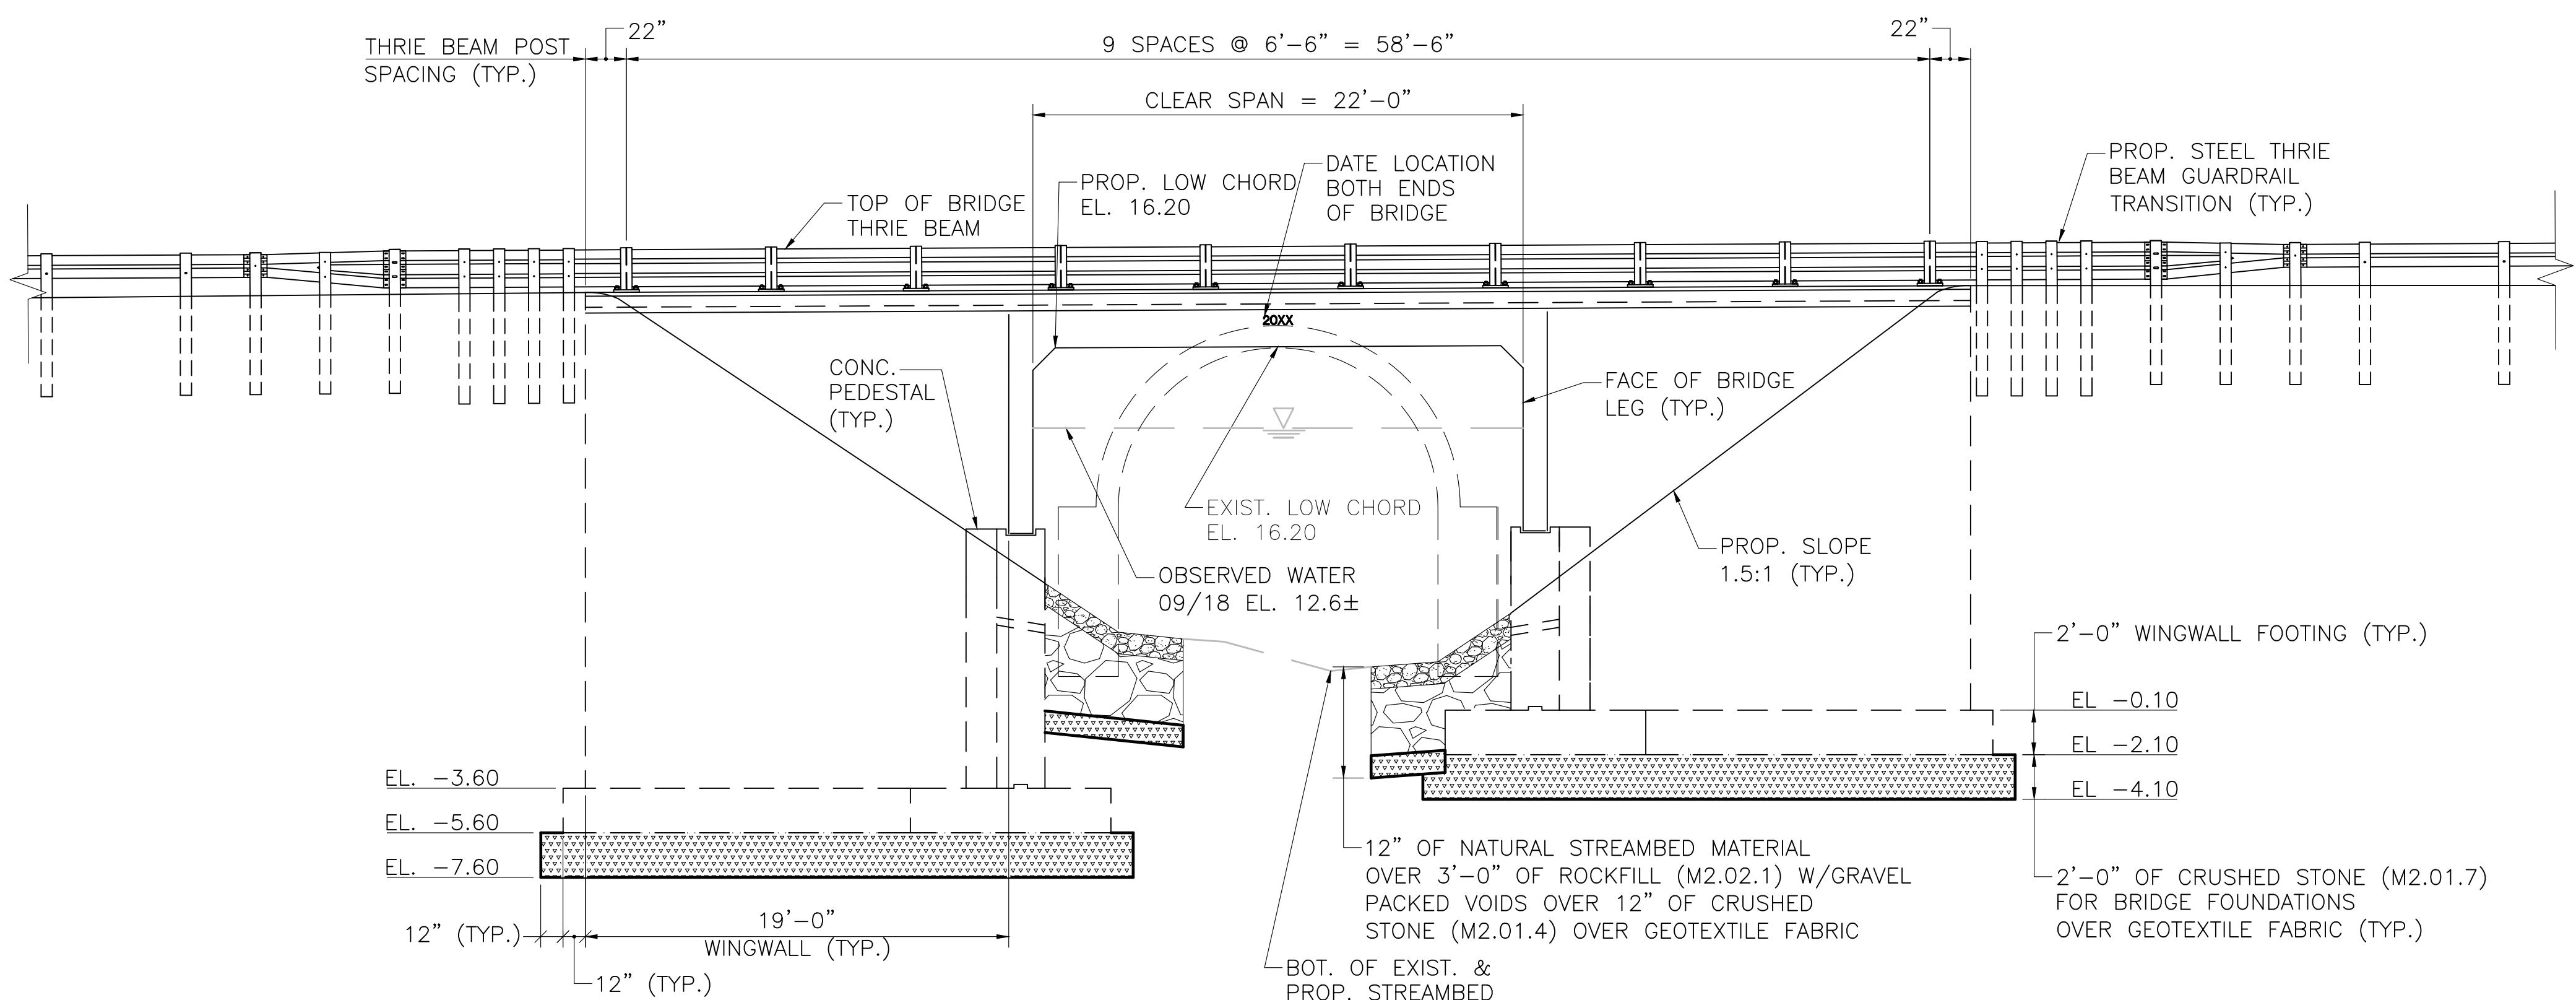 THRIE BEAM POST
SPACING (TYP.)
22”
9 SPACES @ 6’-6” = 58’-6”
22”
CLEAR SPAN = 22’-0”
TOP OF BRIDGE
THRIE BEAM
PROP. LOW CHORD
EL. 16.20
DATE LOCATION
BOTH ENDS
OF BRIDGE
PROP. STEEL THRIE
BEAM GUARDRAIL
TRANSITION (TYP.)
20XX
CONC.
PEDESTAL
(TYP.)
FACE OF BRIDGE
LEG (TYP.)
EXIST. LOW CHORD
EL. 16.20
OBSERVED WATER
09/18 EL. 12.6±
PROP. SLOPE
1.5:1 (TYP.)
2’-0” WINGWALL FOOTING (TYP.)
EL -0.10
EL -2.10
EL -4.10
EL. -3.60
EL. -5.60
EL. -7.60
12” (TYP.)
19’-0”
WINGWALL (TYP.)
12” (TYP.)
12” OF NATURAL STREAMBED MATERIAL
OVER 3’-0” OF ROCKFILL (M2.02.1) W/GRAVEL
PACKED VOIDS OVER 12” OF CRUSHED
STONE (M2.01.4) OVER GEOTEXTILE FABRIC
2’-0” OF CRUSHED STONE (M2.01.7)
FOR BRIDGE FOUNDATIONS
OVER GEOTEXTILE FABRIC (TYP.)
BOT. OF EXIST. &
PROP. STREAMBED